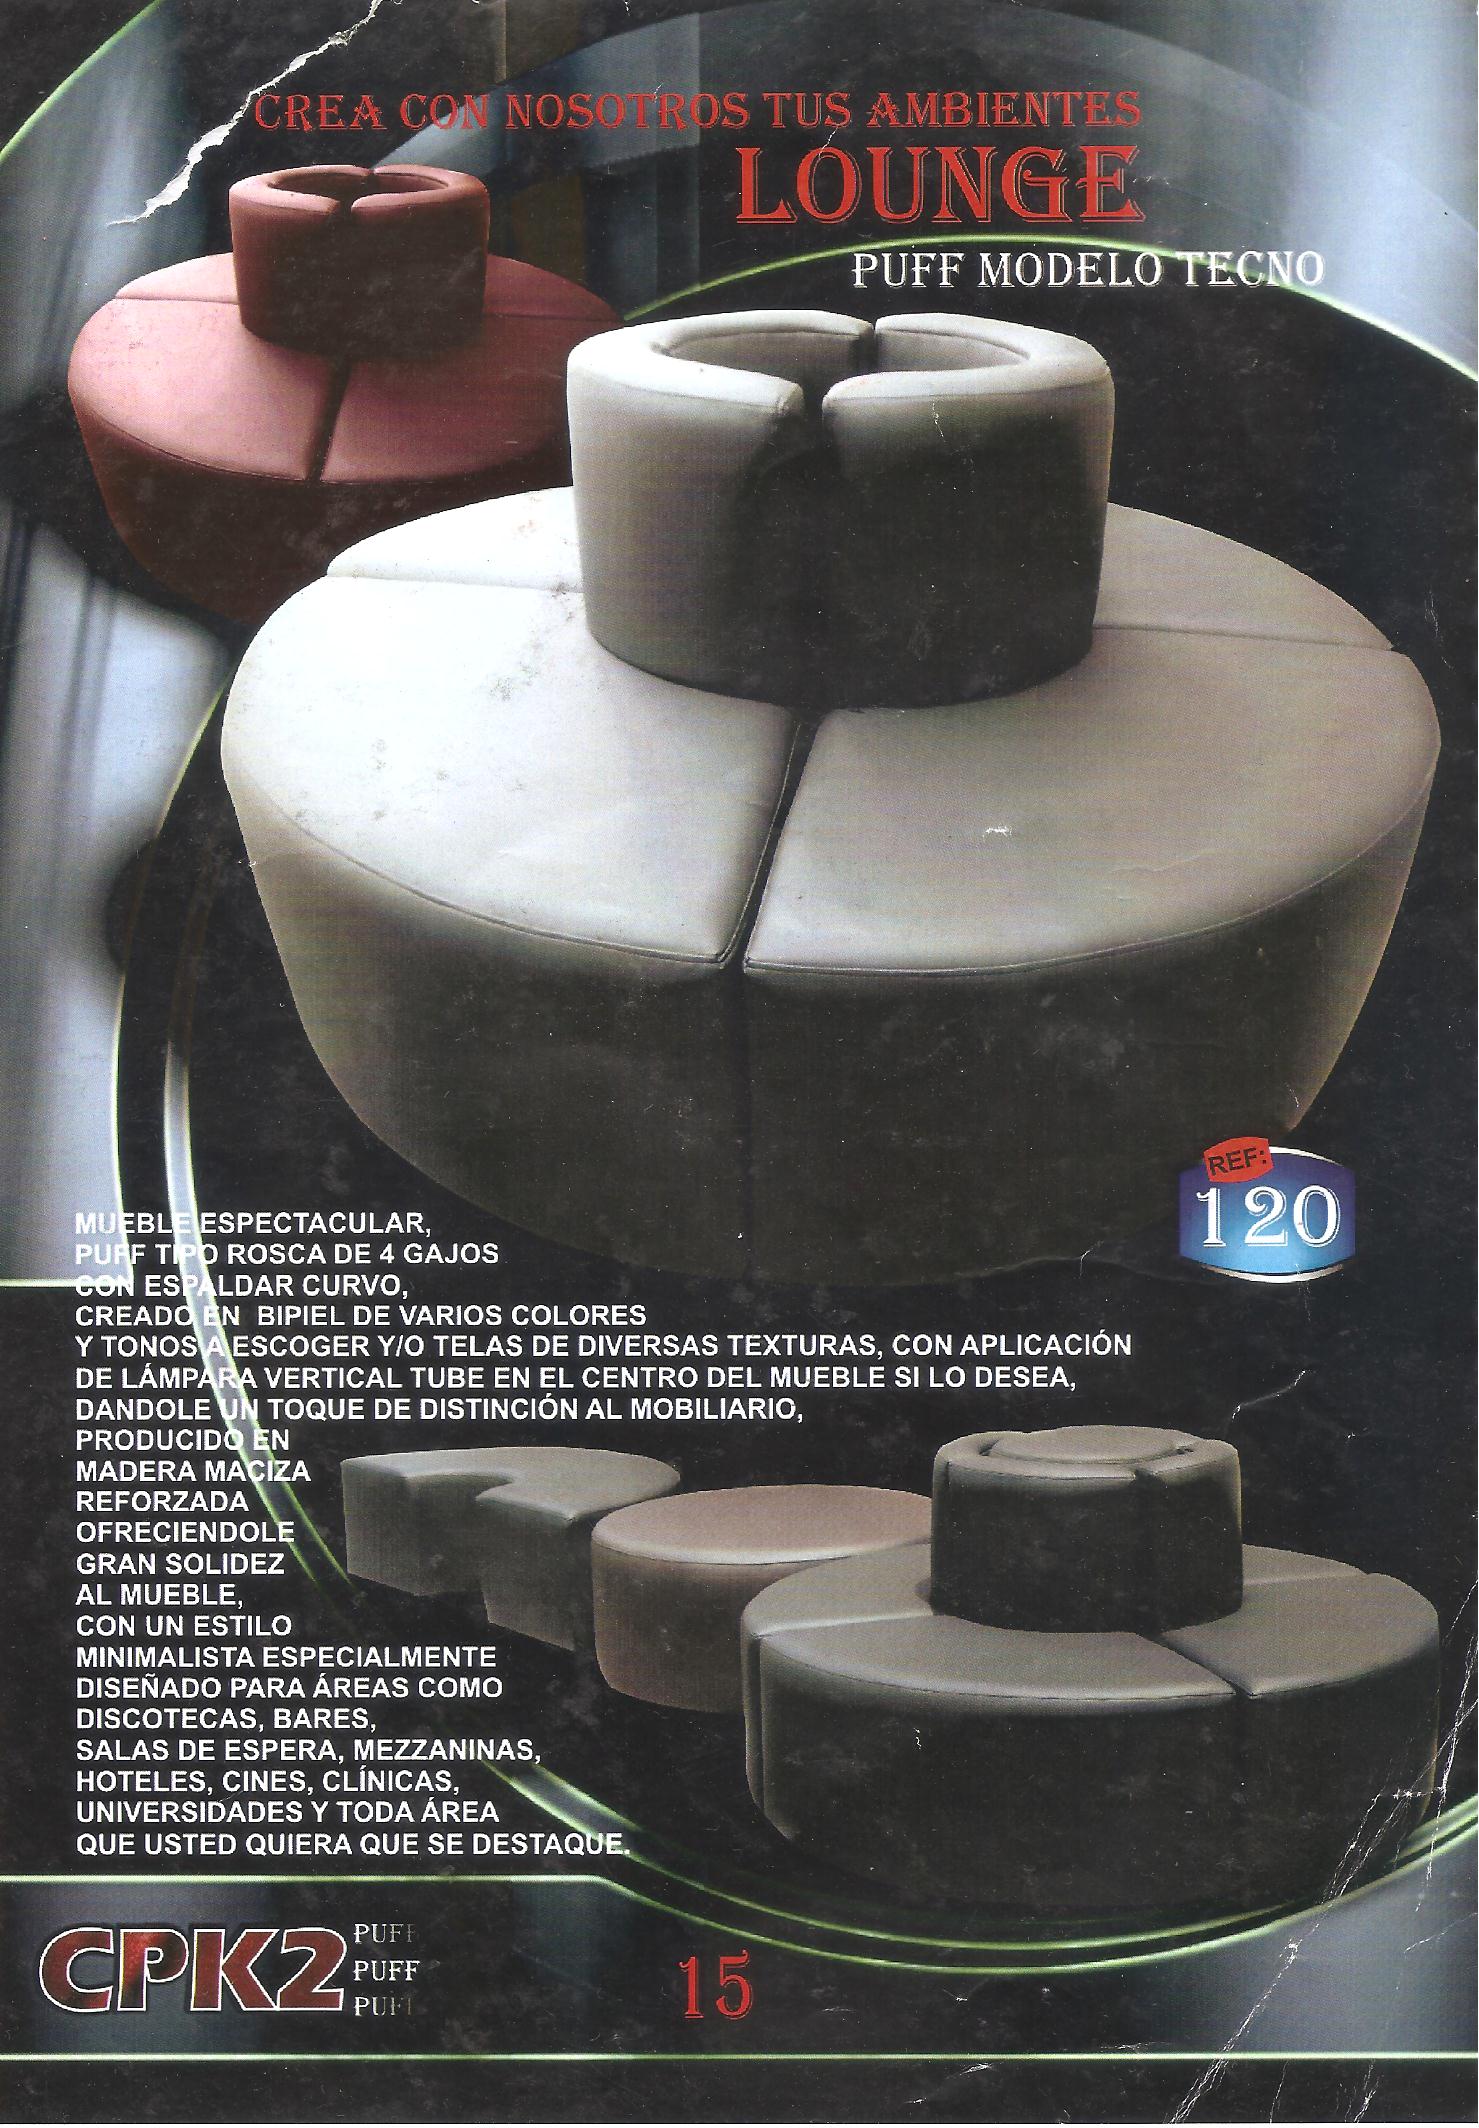 CREA CON NOSOTROS TUS AMBIENTES
LOUNGE
PUFF MODELO TECNO
REF:
120
MUEBLE ESPECTACULAR,
PUFF TIPO ROSCA DE 4 GAJOS
CON ESPALDAR CURVO,
CREADO EN BIPIEL DE VARIOS COLORES
Y TONOS A ESCOGER Y/O TELAS DE DIVERSAS TEXTURAS, CON APLICACIÓN
DE LÁMPARA VERTICAL TUBE EN EL CENTRO DEL MUEBLE SI LO DESEA,
DANDOLE UN TOQUE DE DISTINCIÓN AL MOBILIARIO,
PRODUCIDO EN
MADERA MACIZA
REFORZADA
OFRECIENDOLE
GRAN SOLIDEZ
AL MUEBLE,
CON UN ESTILO
MINIMALISTA ESPECIALMENTE
DISEÑADO PARA ÁREAS COMO
DISCOTECAS, BARES,
SALAS DE ESPERA, MEZZANINAS,
HOTELES, CINES, CLÍNICAS,
UNIVERSIDADES Y TODA ÁREA
QUE USTED QUIERA QUE SE DESTAQUE.
CPK2
PUFF
PUFF
PUFF
15